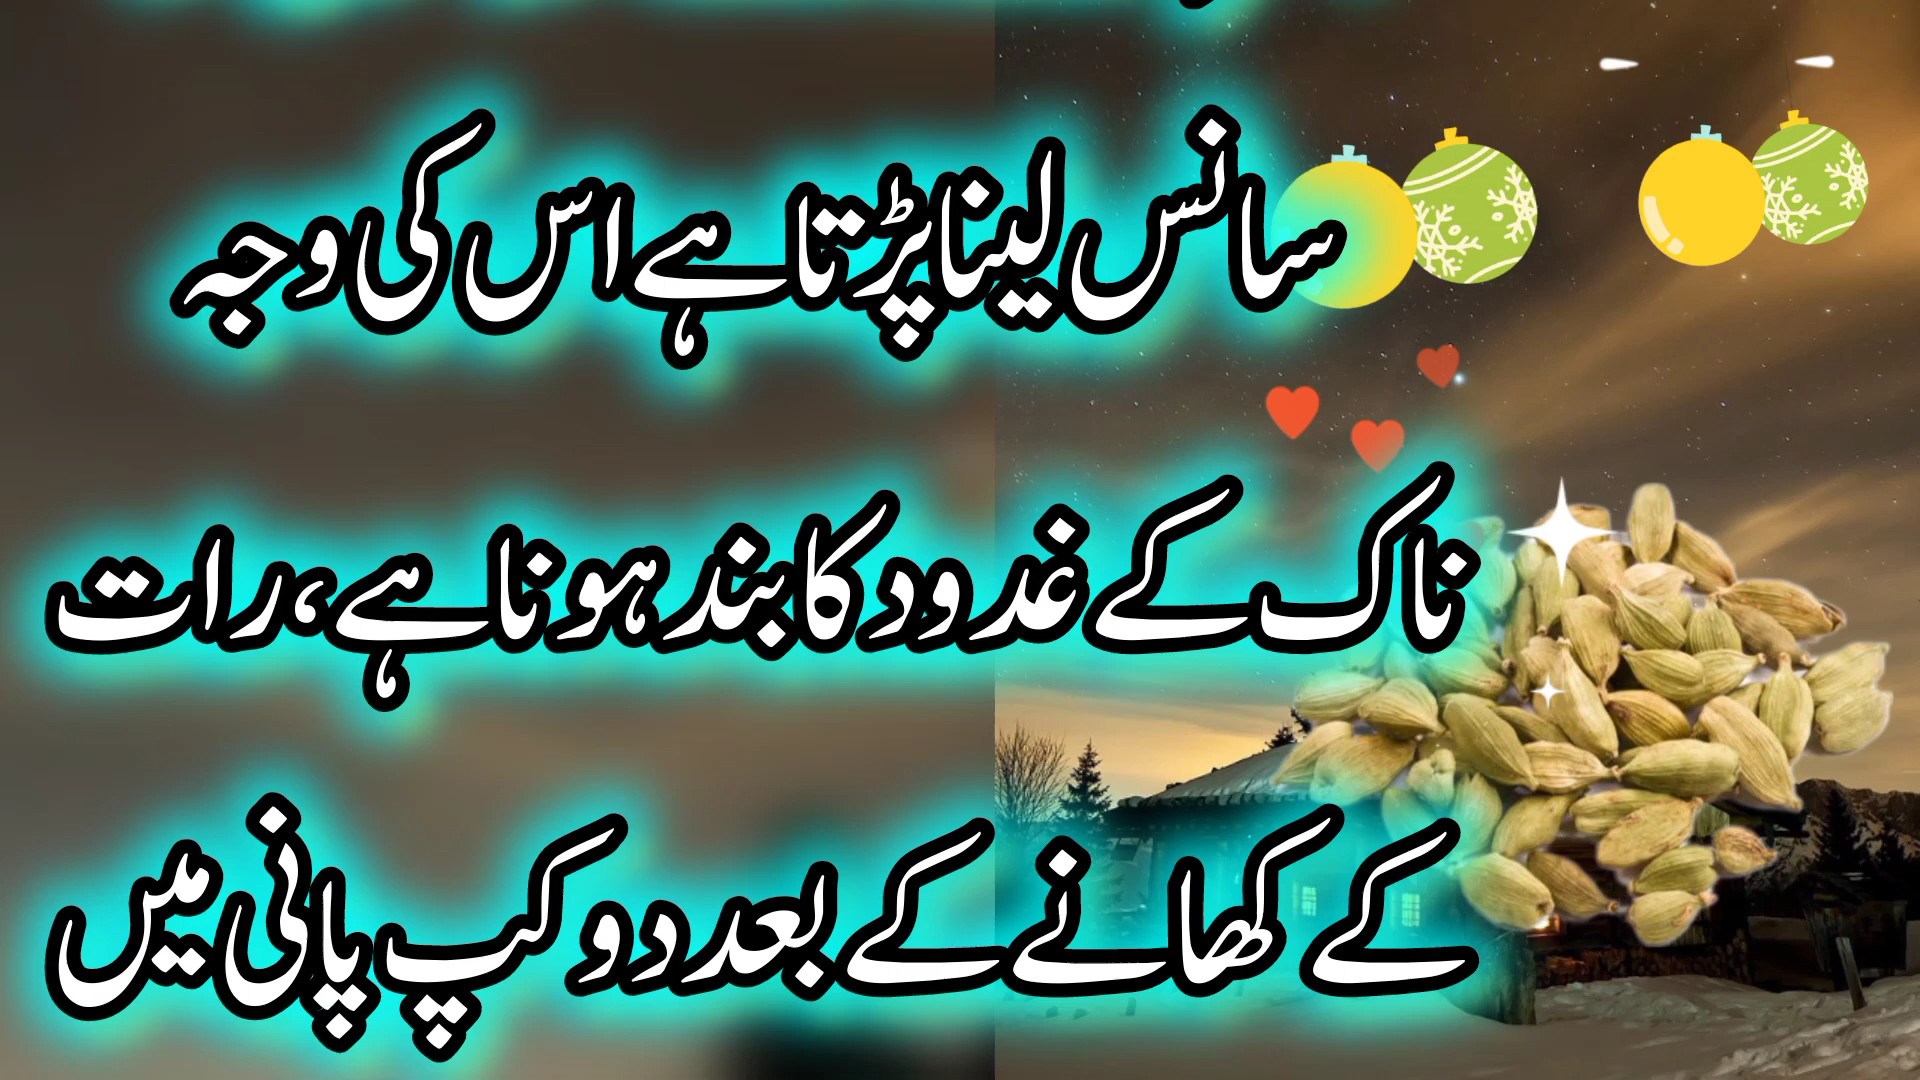 سانس لینا پڑتا ہے اس کی وجہ
ناک کے غدود کا بند ہونا ہے، رات
کے کھانے کے بعد دو کپ پانی میں